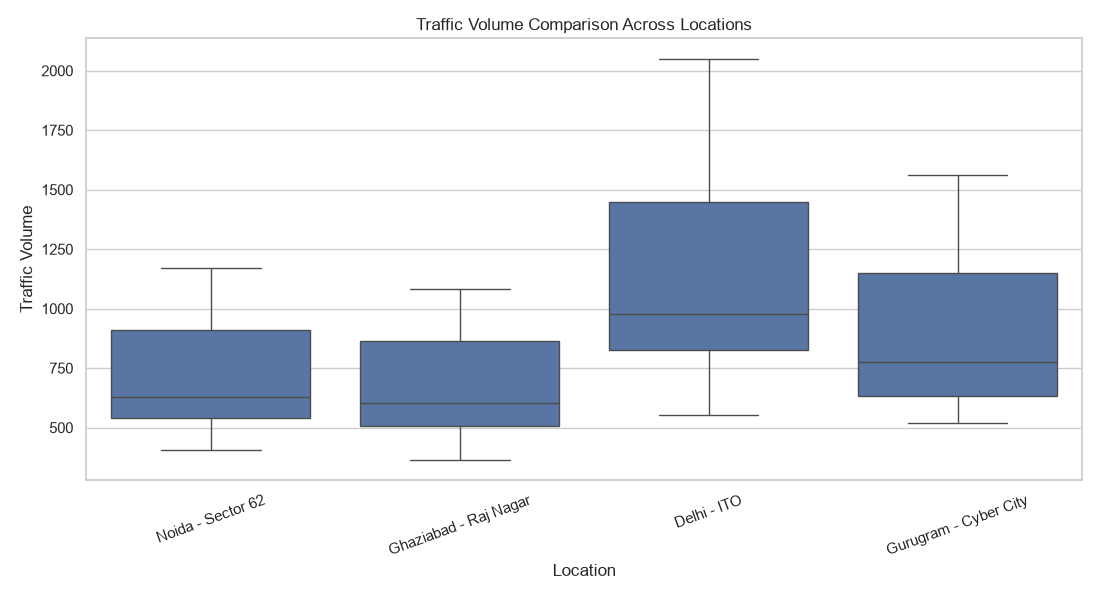 Traffic Volume Comparison Across Locations
Traffic Volume
2000
1750
1500
1250
1000
750
500
Noida - Sector 62
Ghaziabad - Raj Nagar
Delhi - ITO
Gurugram - Cyber City
Location